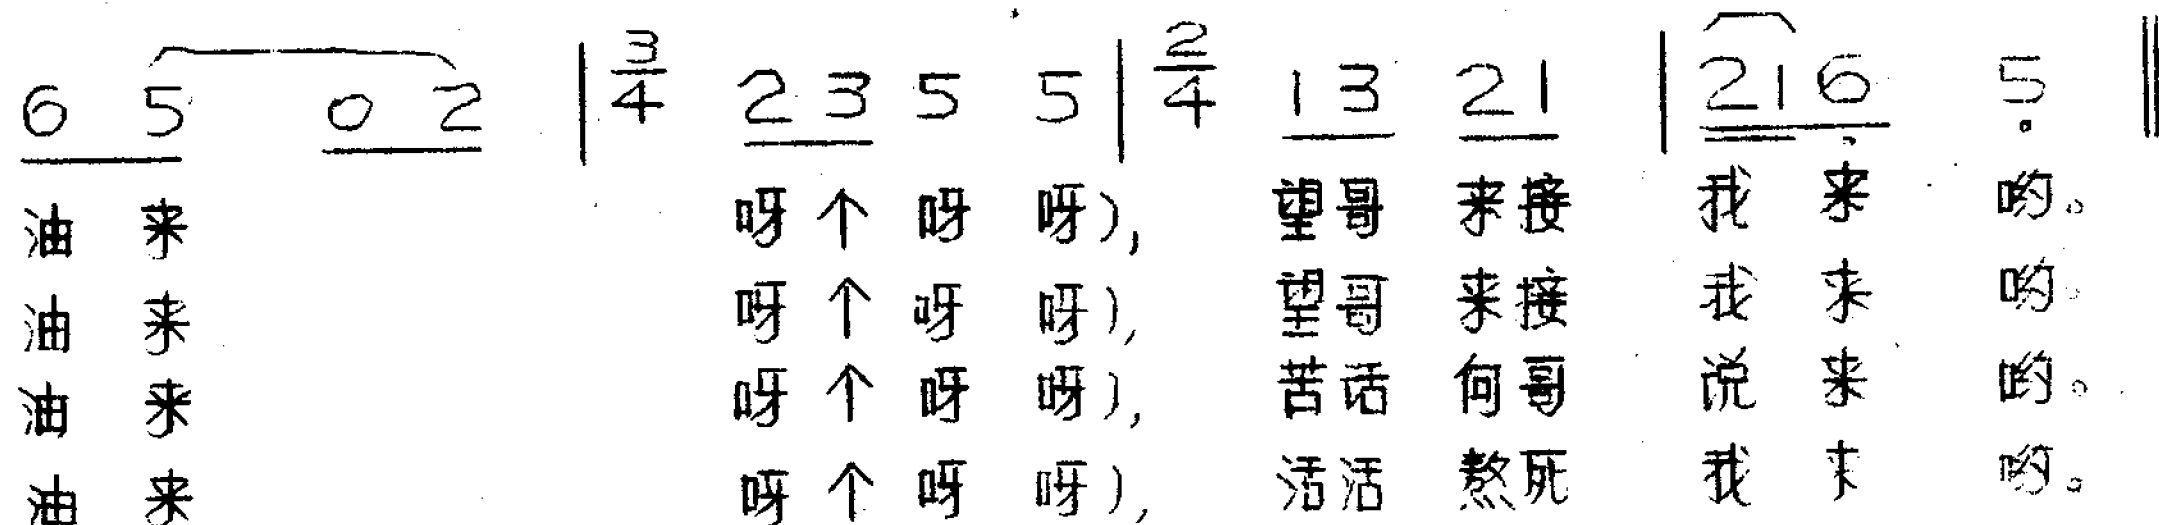 6 5 0 2 | 3/4 2 3 5 5 | 2/4 1 3 2 1 | 2 1 6 5 ‖
油 来 呀 个 呀 呀), 望 哥 来 接 我 来 哟。
油 来 呀 个 呀 呀), 望 哥 来 接 我 来 哟。
油 来 呀 个 呀 呀), 苦 话 向 哥 说 来 哟。
油 来 呀 个 呀 呀), 活 活 熬 死 我 来 哟。